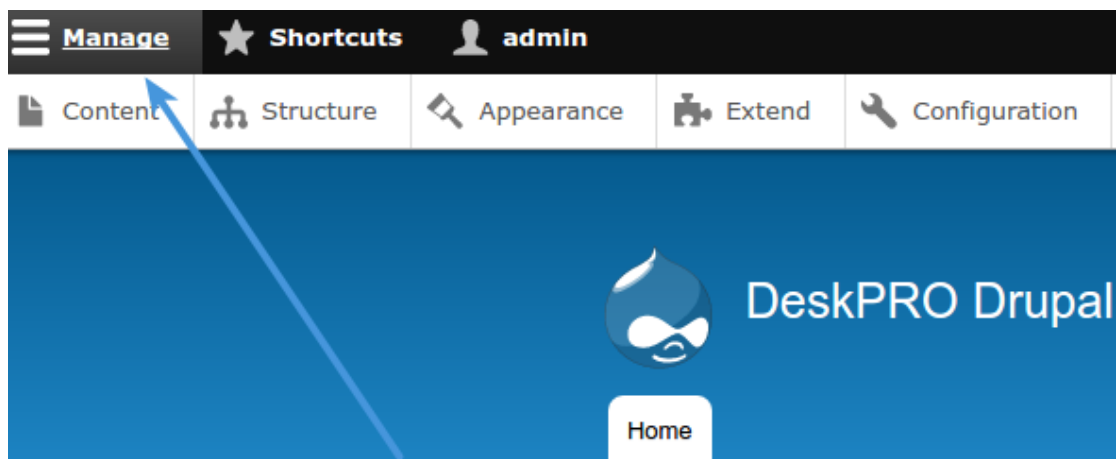 Manage Shortcuts admin
Content Structure Appearance Extend Configuration
DeskPRO Drupal
Home